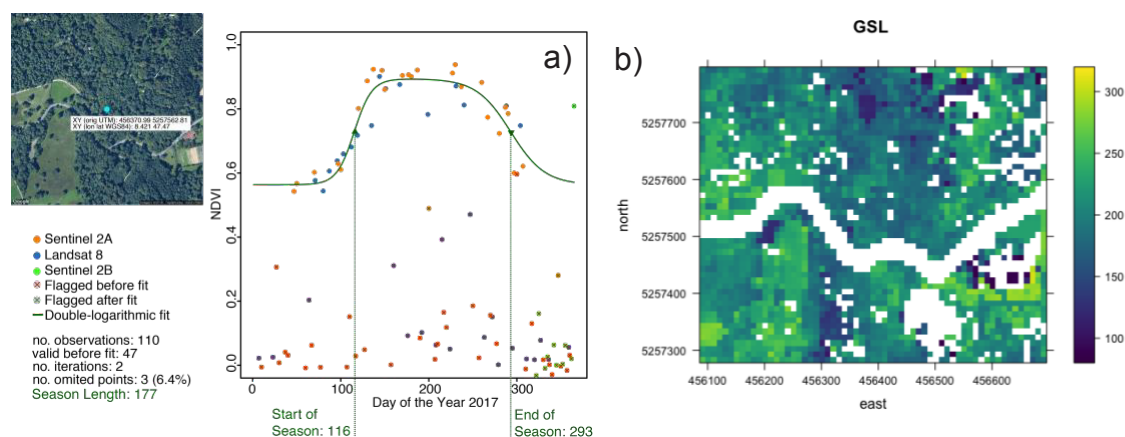 XY (orig UTM): 456370.99 5257562.81
XY (lon lat WGS84): 8.421 47.47
Sentinel 2A
Landsat 8
Sentinel 2B
Flagged before fit
Flagged after fit
Double-logarithmic fit
no. observations: 110
valid before fit: 47
no. iterations: 2
no. omitted points: 3 (6.4%)
Season Length: 177
a)
NDVI
1.0
0.8
0.6
0.4
0.2
0.0
0 100 200 300
Day of the Year 2017
Start of
Season: 116
End of
Season: 293
b)
GSL
north
5257700
5257600
5257500
5257400
5257300
456100 456200 456300 456400 456500 456600
east
300
250
200
150
100